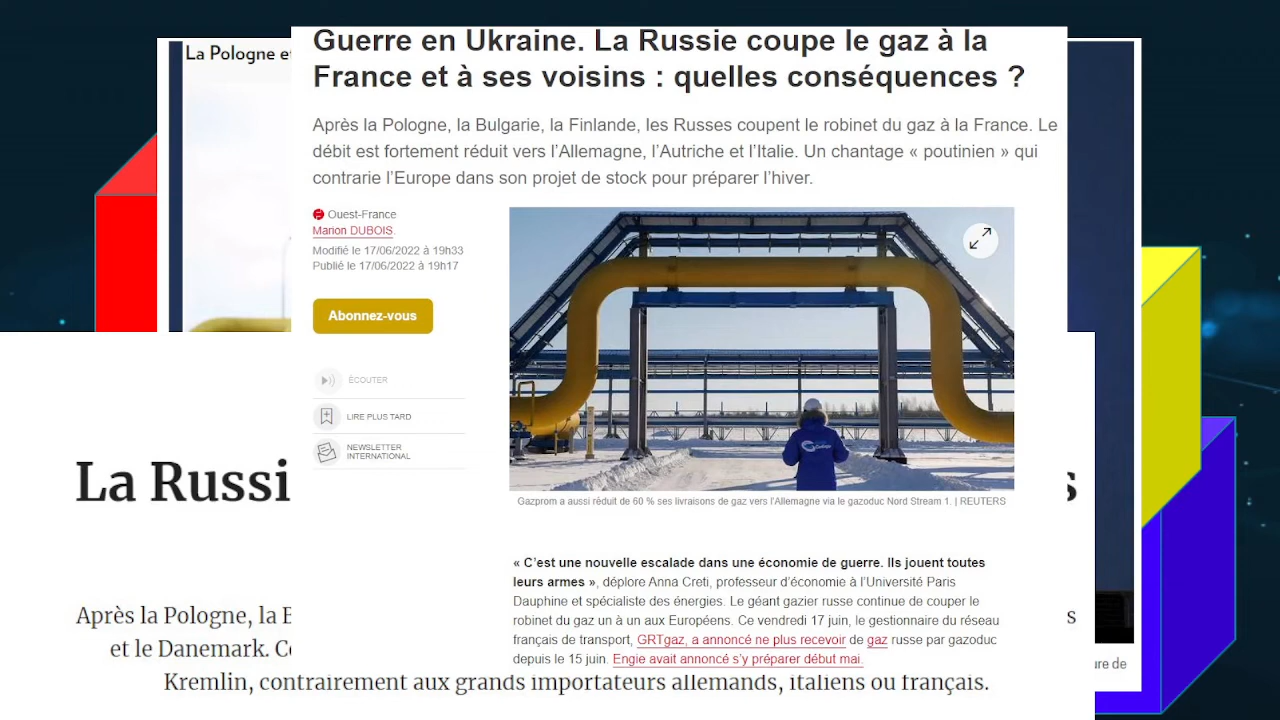 La Pologne et
Guerre en Ukraine. La Russie coupe le gaz à la
France et à ses voisins : quelles conséquences ?
Après la Pologne, la Bulgarie, la Finlande, les Russes coupent le robinet du gaz à la France. Le
débit est fortement réduit vers l'Allemagne, l'Autriche et l'Italie. Un chantage « poutinien » qui
contrarie l'Europe dans son projet de stock pour préparer l'hiver.
Ouest-France
Marion DUBOIS.
Modifié le 17/06/2022 à 19h33
Publié le 17/06/2022 à 19h17
Abonnez-vous
ÉCOUTER
LIRE PLUS TARD
NEWSLETTER
INTERNATIONAL
Gazprom a aussi réduit de 60 % ses livraisons de gaz vers l'Allemagne via le gazoduc Nord Stream 1. | REUTERS
« C'est une nouvelle escalade dans une économie de guerre. Ils jouent toutes
leurs armes », déplore Anna Creti, professeur d'économie à l'Université Paris
Dauphine et spécialiste des énergies. Le géant gazier russe continue de couper le
robinet du gaz un à un aux Européens. Ce vendredi 17 juin, le gestionnaire du réseau
français de transport, GRTgaz, a annoncé ne plus recevoir de gaz russe par gazoduc
depuis le 15 juin. Engie avait annoncé s'y préparer début mai.
La Russi
s
Après la Pologne, la B
s
et le Danemark. C
Kremlin, contrairement aux grands importateurs allemands, italiens ou français.
ure de